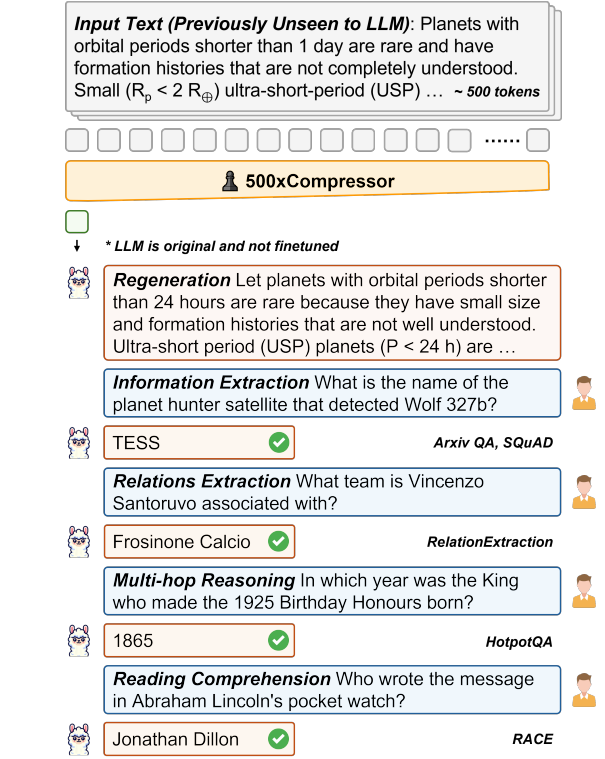 Input Text (Previously Unseen to LLM): Planets with
orbital periods shorter than 1 day are rare and have
formation histories that are not completely understood.
Small (Rp < 2 R⊕) ultra-short-period (USP) … ~ 500 tokens
......
500xCompressor
* LLM is original and not finetuned
Regeneration Let planets with orbital periods shorter
than 24 hours are rare because they have small size
and formation histories that are not well understood.
Ultra-short period (USP) planets (P < 24 h) are …
Information Extraction What is the name of the
planet hunter satellite that detected Wolf 327b?
TESS
Arxiv QA, SQuAD
Relations Extraction What team is Vincenzo
Santoruvo associated with?
Frosinone Calcio
RelationExtraction
Multi-hop Reasoning In which year was the King
who made the 1925 Birthday Honours born?
1865
HotpotQA
Reading Comprehension Who wrote the message
in Abraham Lincoln's pocket watch?
Jonathan Dillon
RACE